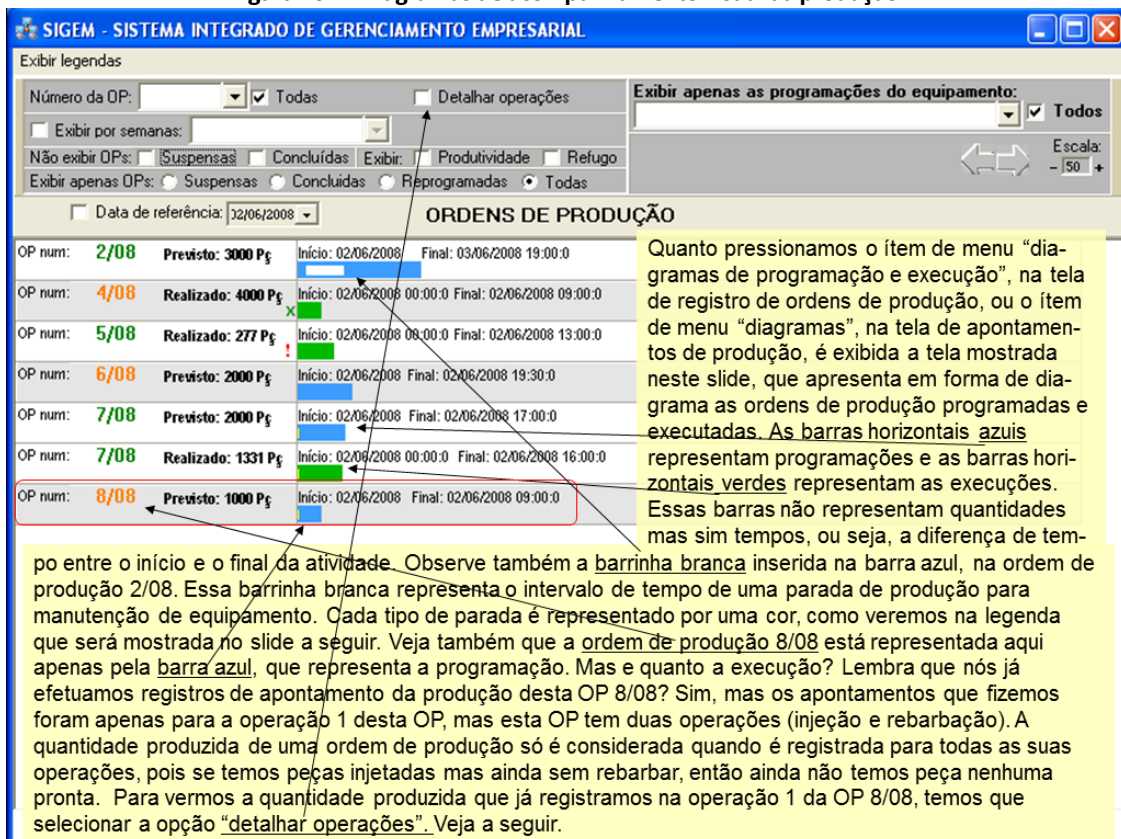 SIGEM - SISTEMA INTEGRADO DE GERENCIAMENTO EMPRESARIAL
Exibir legendas
Número da OP: Todas Detalhar operações
Exibir apenas as programações do equipamento:
Todos
Exibir por semanas:
Não exibir OPs: Suspensas Concluídas Exibir: Produtividade Refugo
Escala:
- 50 +
Exibir apenas OPs: Suspensas Concluidas Reprogramadas Todas
Data de referência: 02/06/2008
ORDENS DE PRODUÇÃO
OP num: 2/08 Previsto: 3000 Pç Início: 02/06/2008 Final: 03/06/2008 19:00:0
OP num: 4/08 Realizado: 4000 Pç Início: 02/06/2008 00:00:0 Final: 02/06/2008 09:00:0
x
OP num: 5/08 Realizado: 277 Pç Início: 02/06/2008 00:00:0 Final: 02/06/2008 13:00:0
!
OP num: 6/08 Previsto: 2000 Pç Início: 02/06/2008 Final: 02/06/2008 19:30:0
OP num: 7/08 Previsto: 2000 Pç Início: 02/06/2008 Final: 02/06/2008 17:00:0
OP num: 7/08 Realizado: 1331 Pç Início: 02/06/2008 00:00:0 Final: 02/06/2008 16:00:0
OP num: 8/08 Previsto: 1000 Pç Início: 02/06/2008 Final: 02/06/2008 09:00:0
Quanto pressionamos o ítem de menu “dia-
gramas de programação e execução”, na tela
de registro de ordens de produção, ou o ítem
de menu “diagramas”, na tela de apontamen-
tos de produção, é exibida a tela mostrada
neste slide, que apresenta em forma de dia-
grama as ordens de produção programadas e
executadas. As barras horizontais azuis
representam programações e as barras hori-
zontais verdes representam as execuções.
Essas barras não representam quantidades
mas sim tempos, ou seja, a diferença de tem-
po entre o início e o final da atividade. Observe também a barrinha branca inserida na barra azul, na ordem de
produção 2/08. Essa barrinha branca representa o intervalo de tempo de uma parada de produção para
manutenção de equipamento. Cada tipo de parada é representado por uma cor, como veremos na legenda
que será mostrada no slide a seguir. Veja também que a ordem de produção 8/08 está representada aqui
apenas pela barra azul, que representa a programação. Mas e quanto a execução? Lembra que nós já
efetuamos registros de apontamento da produção desta OP 8/08? Sim, mas os apontamentos que fizemos
foram apenas para a operação 1 desta OP, mas esta OP tem duas operações (injeção e rebarbação). A
quantidade produzida de uma ordem de produção só é considerada quando é registrada para todas as suas
operações, pois se temos peças injetadas mas ainda sem rebarbar, então ainda não temos peça nenhuma
pronta. Para vermos a quantidade produzida que já registramos na operação 1 da OP 8/08, temos que
selecionar a opção “detalhar operações”. Veja a seguir.